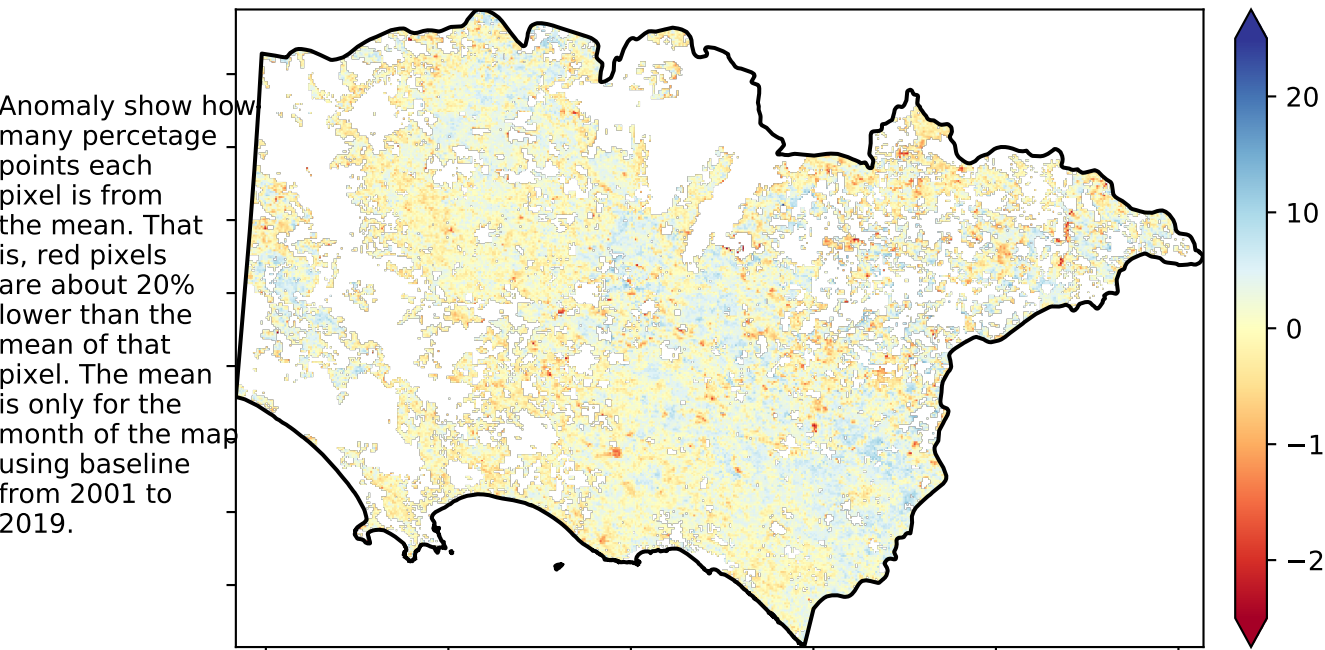 Anomaly show how
many percetage
points each
pixel is from
the mean. That
is, red pixels
are about 20%
lower than the
mean of that
pixel. The mean
is only for the
month of the map
using baseline
from 2001 to
2019.
20
10
0
−1
−2